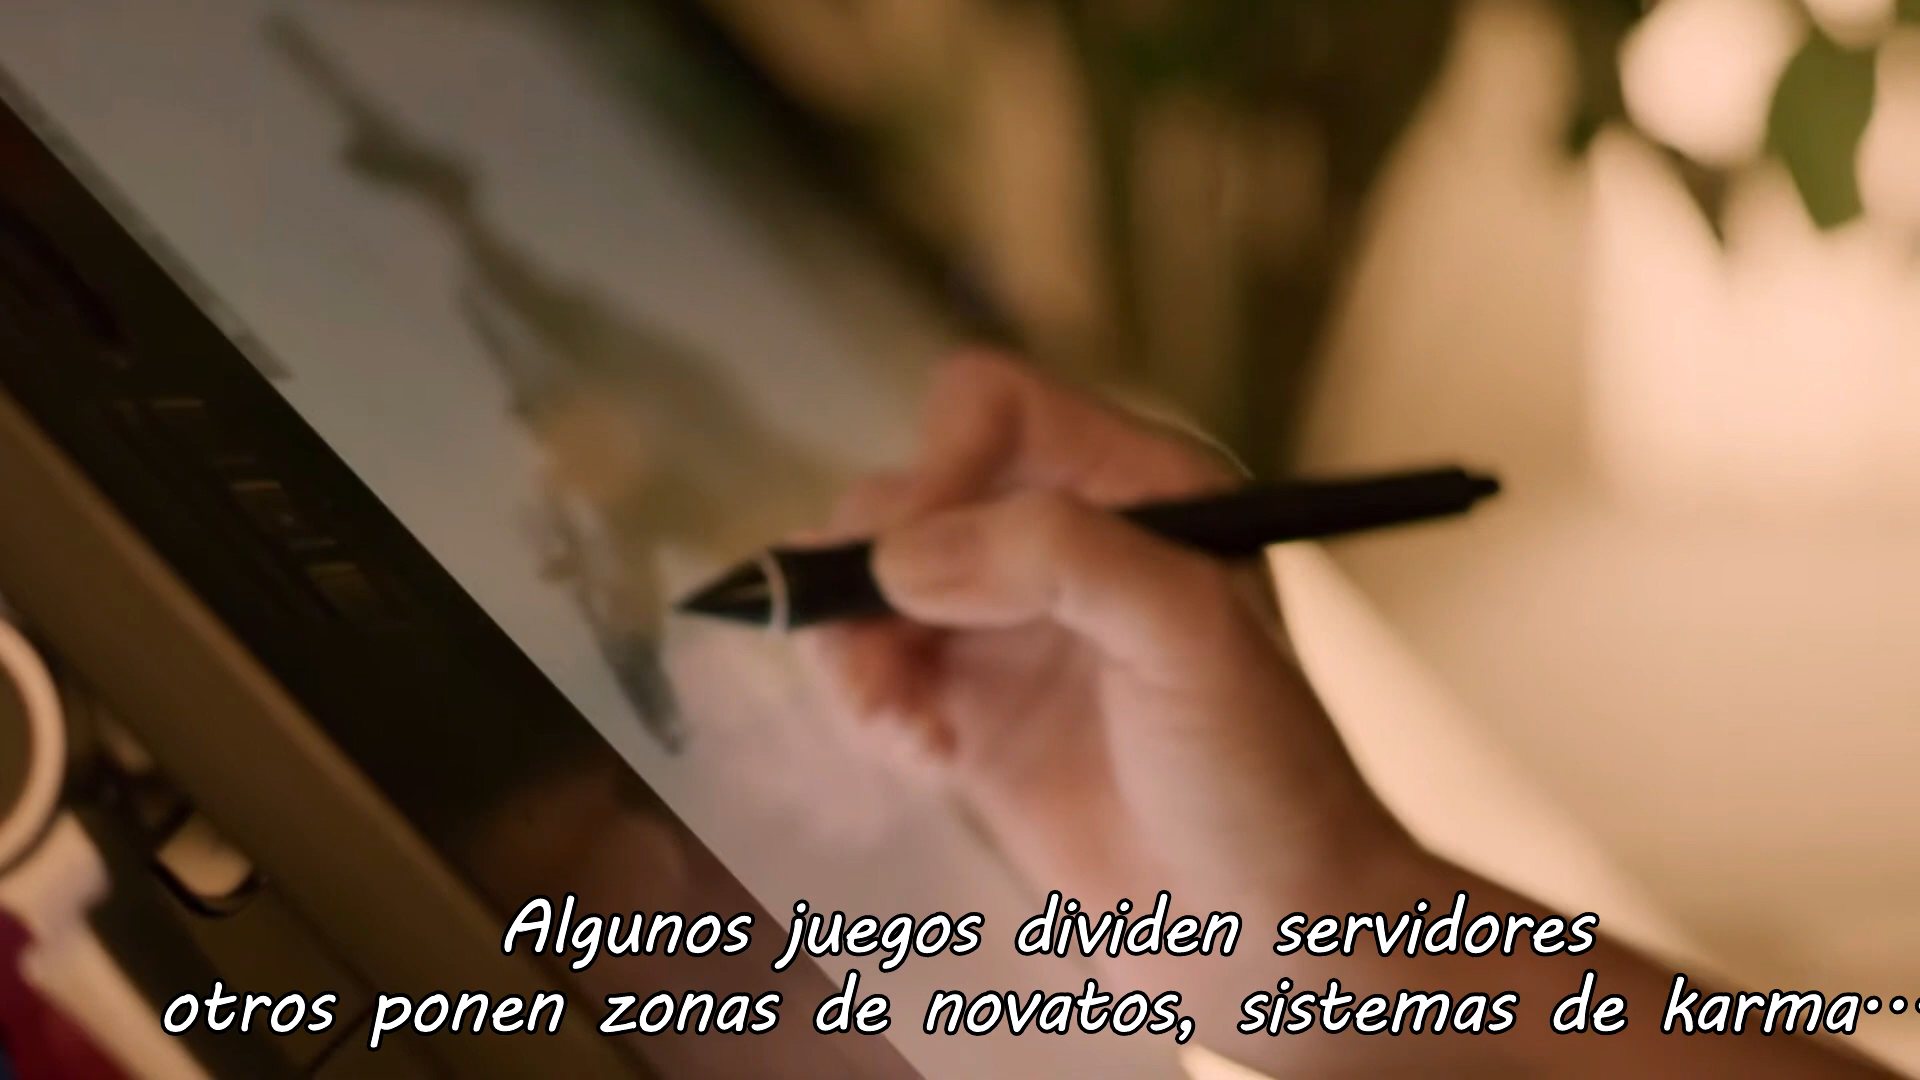 Algunos juegos dividen servidores
otros ponen zonas de novatos, sistemas de karma...